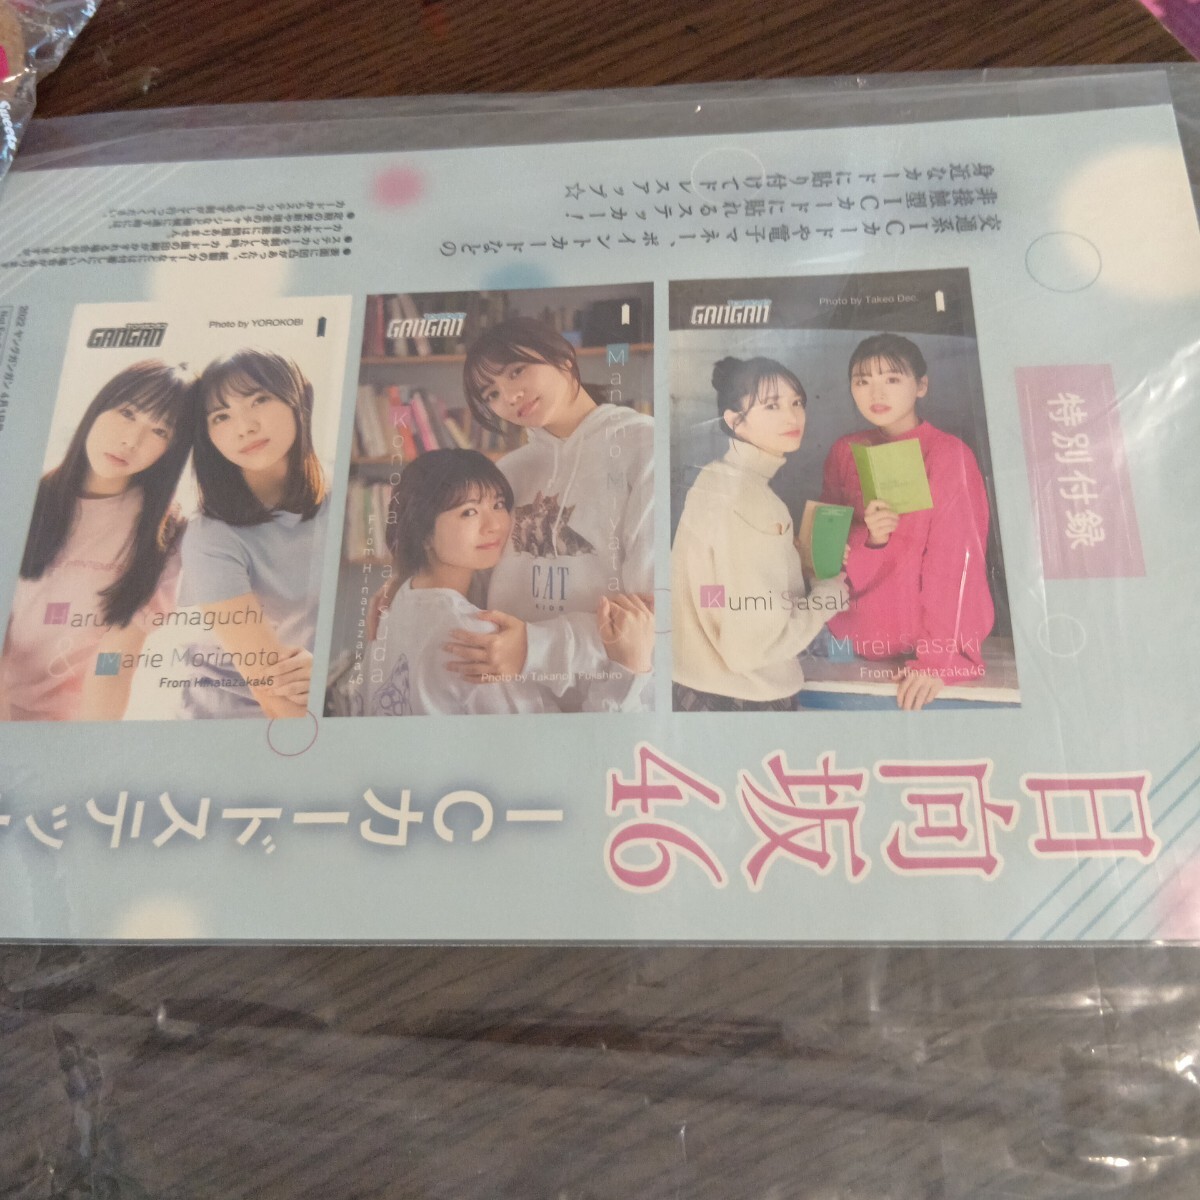 日向坂46
ICカードステッ
特別付録
交通系ICカードや電子マネー、ポイントカードなどの
非接触型ICカードに貼れるステッカー!
身近なカードに貼り付けてドレスアップ☆
GANGAN
Photo by Takeo Dec.
Kumi Sasaki
Mirei Sasaki
From Hinatazaka46
GANGAN
Manamo Miyata
Konoka Matsuda
From Hinatazaka46
CAT
KIDS
Photo by Takanori Fujishiro
GANGAN
Photo by YOROKOBI
Haruyo Yamaguchi
&
Marie Morimoto
From Hinatazaka46
Sweets